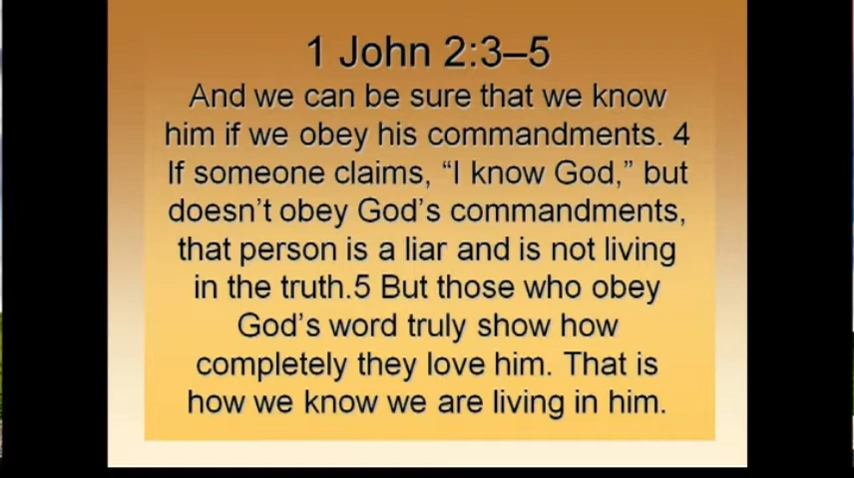 1 John 2:3–5
And we can be sure that we know
him if we obey his commandments. 4
If someone claims, “I know God,” but
doesn’t obey God’s commandments,
that person is a liar and is not living
in the truth.5 But those who obey
God’s word truly show how
completely they love him. That is
how we know we are living in him.